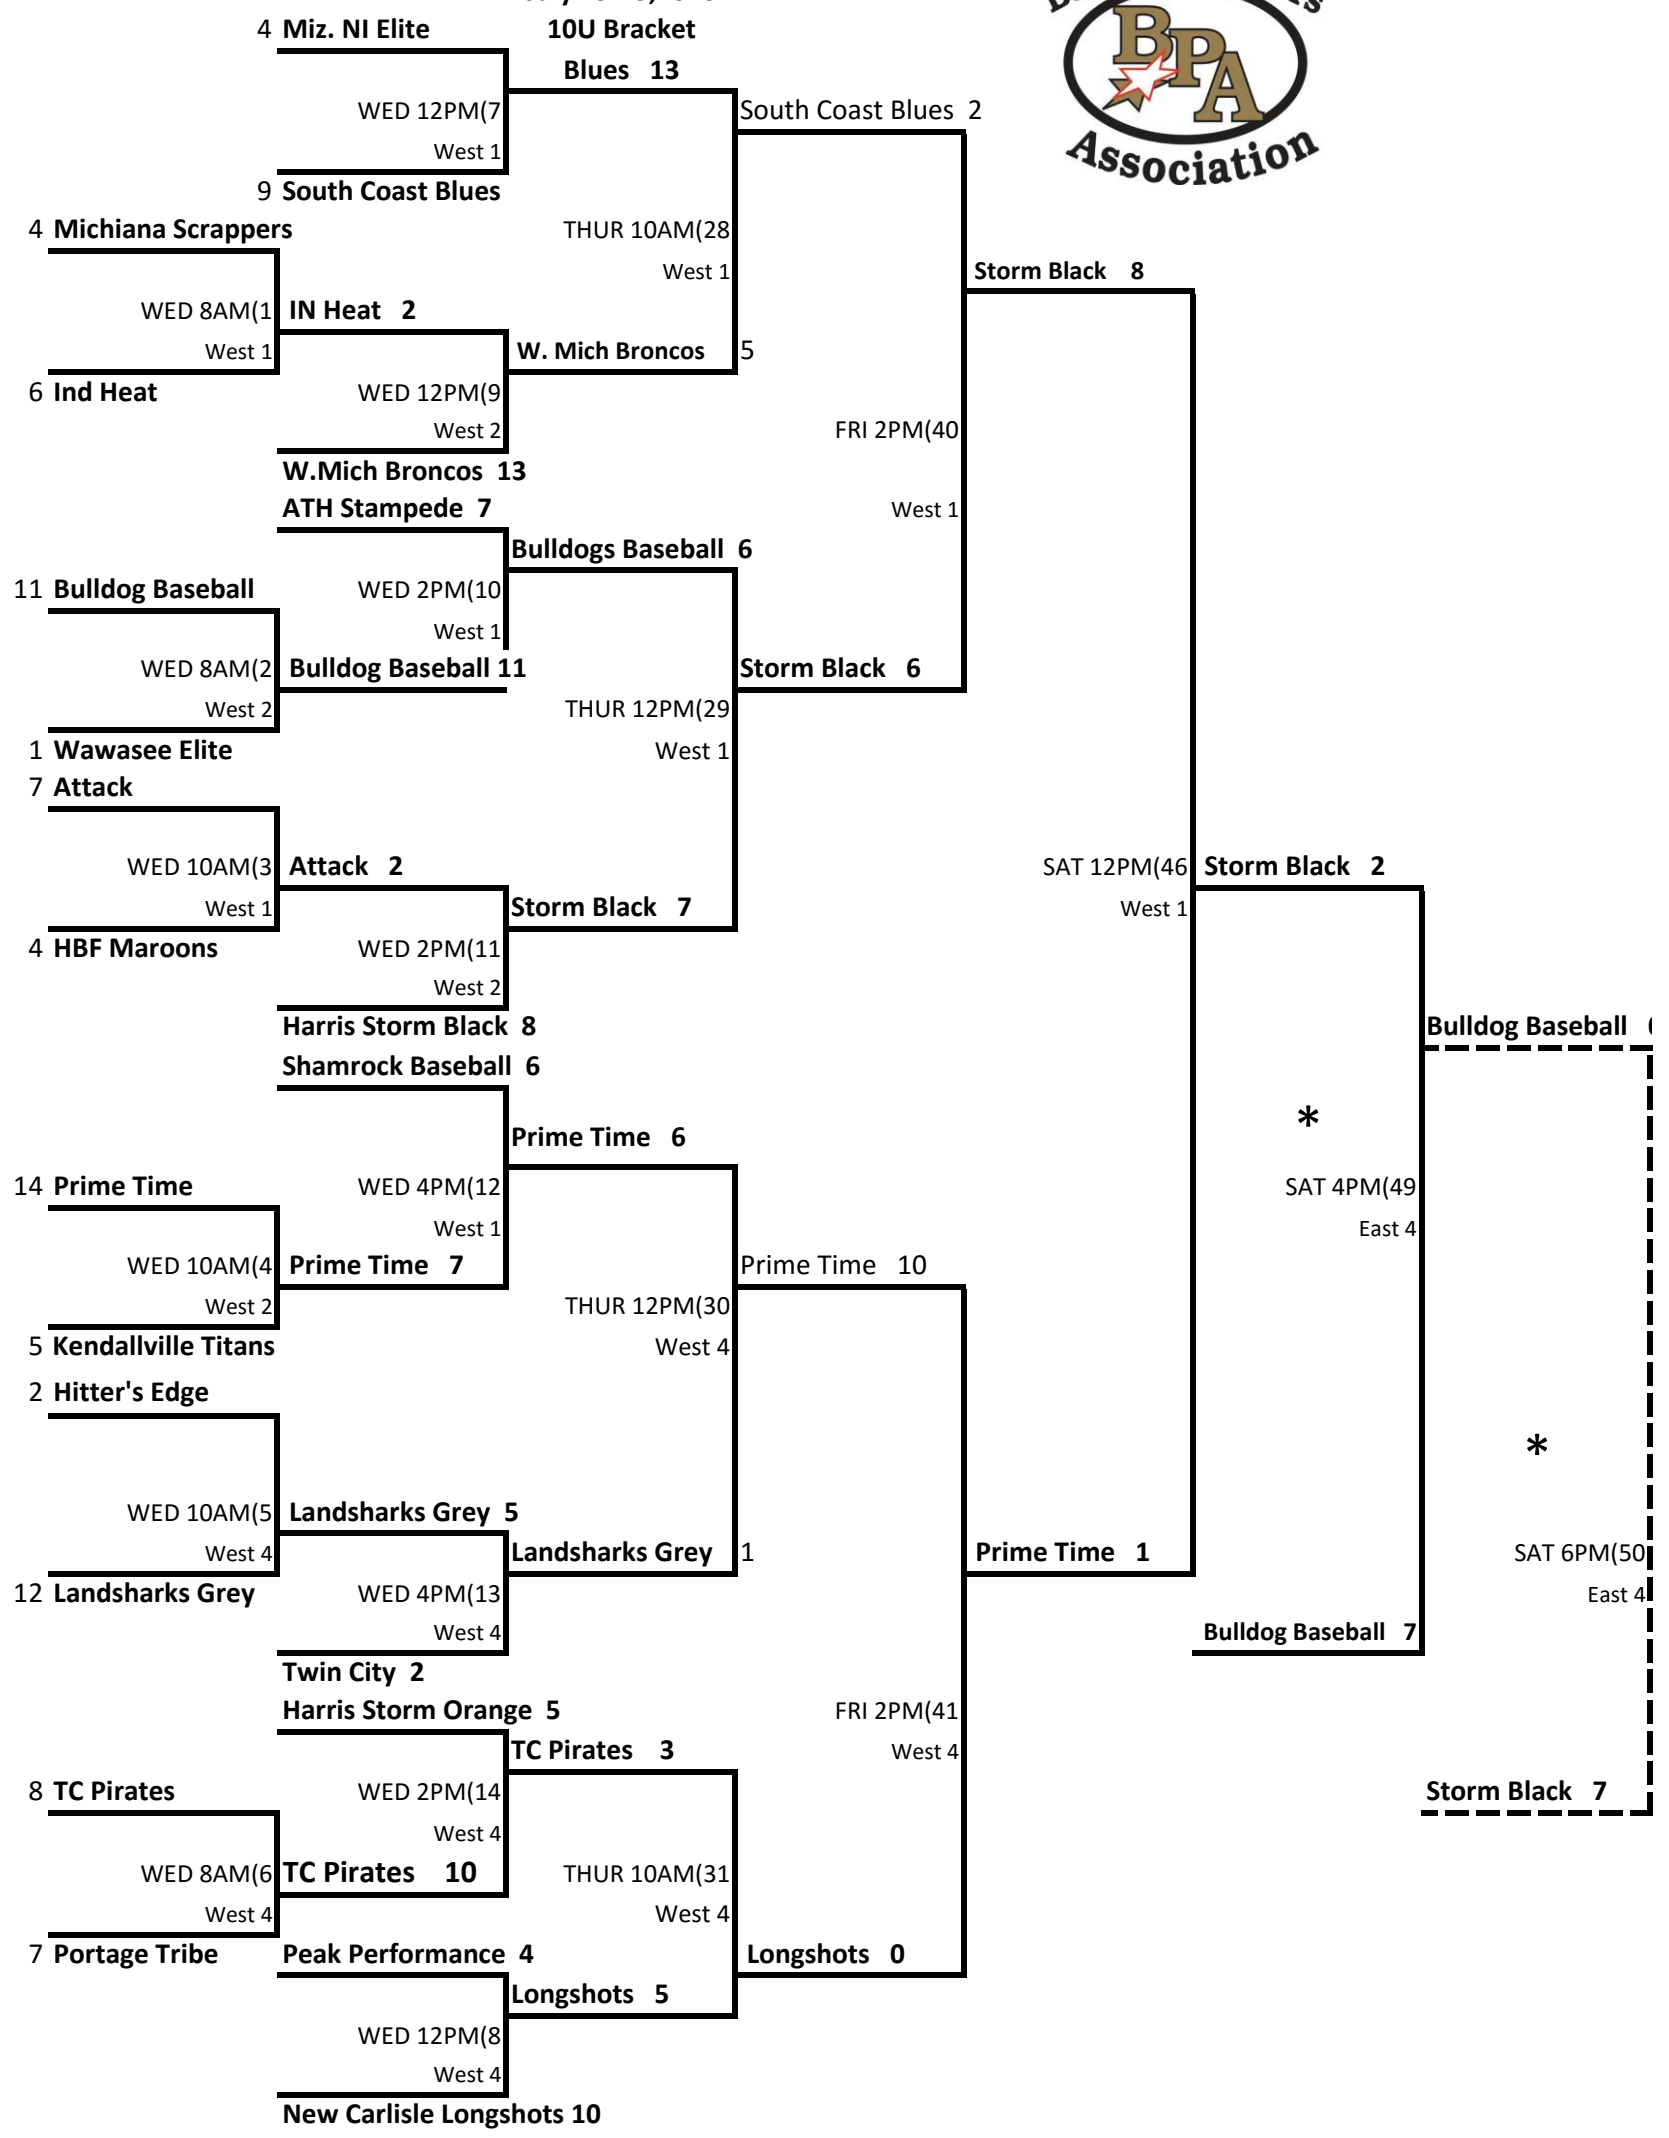 4 Miz. NI Elite
10U Bracket
Blues 13
BPA
Association
WED 12PM(7
South Coast Blues 2
West 1
9 South Coast Blues
4 Michiana Scrappers
THUR 10AM(28
West 1
Storm Black 8
WED 8AM(1
IN Heat 2
West 1
W. Mich Broncos 5
6 Ind Heat
WED 12PM(9
West 2
FRI 2PM(40
W.Mich Broncos 13
ATH Stampede 7
West 1
Bulldogs Baseball 6
11 Bulldog Baseball
WED 2PM(10
West 1
WED 8AM(2
Bulldog Baseball 11
Storm Black 6
West 2
THUR 12PM(29
1 Wawasee Elite
West 1
7 Attack
WED 10AM(3
Attack 2
SAT 12PM(46
Storm Black 2
West 1
Storm Black 7
West 1
4 HBF Maroons
WED 2PM(11
West 2
Harris Storm Black 8
Bulldog Baseball
Shamrock Baseball 6
*
Prime Time 6
14 Prime Time
WED 4PM(12
SAT 4PM(49
West 1
East 4
WED 10AM(4
Prime Time 7
Prime Time 10
West 2
THUR 12PM(30
5 Kendallville Titans
West 4
2 Hitter's Edge
*
WED 10AM(5
Landsharks Grey 5
West 4
Landsharks Grey 1
Prime Time 1
SAT 6PM(50
12 Landsharks Grey
WED 4PM(13
East 4
West 4
Bulldog Baseball 7
Twin City 2
Harris Storm Orange 5
FRI 2PM(41
TC Pirates 3
West 4
8 TC Pirates
WED 2PM(14
Storm Black 7
West 4
WED 8AM(6
TC Pirates 10
THUR 10AM(31
West 4
West 4
7 Portage Tribe
Peak Performance 4
Longshots 0
Longshots 5
WED 12PM(8
West 4
New Carlisle Longshots 10